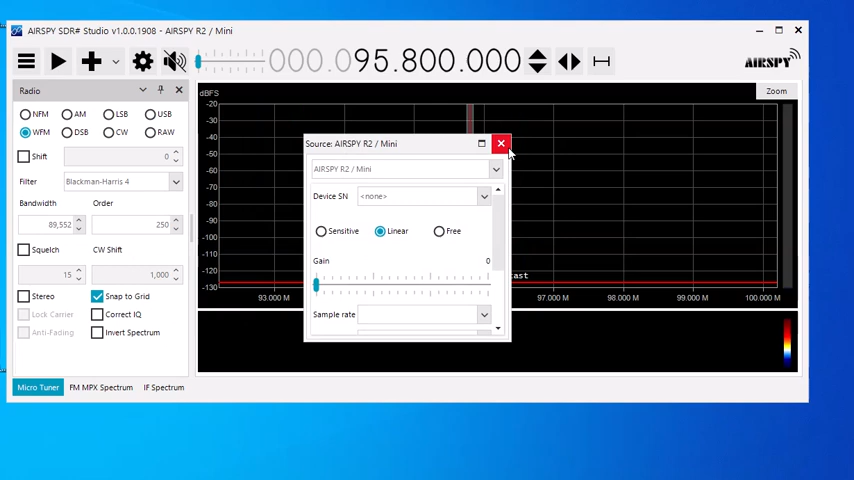 AIRSPY SDR# Studio v1.0.0.1908 - AIRSPY R2 / Mini
000.095.800.000
AIRSPY
Radio
NFM AM LSB USB
WFM DSB CW RAW
Shift 0
Filter Blackman-Harris 4
Bandwidth Order
89,552 250
Squelch CW Shift
15 1,000
Stereo Snap to Grid
Lock Carrier Correct IQ
Anti-Fading Invert Spectrum
Micro Tuner FM MPX Spectrum IF Spectrum
dBFS
Zoom
-20
-30
-40
-50
-60
-70
-80
-90
-100
-110
-120
-130
93.000 M 97.000 M 98.000 M 99.000 M 100.000 M
Source: AIRSPY R2 / Mini
AIRSPY R2 / Mini
Device SN <none>
Sensitive Linear Free
Gain 0
Sample rate